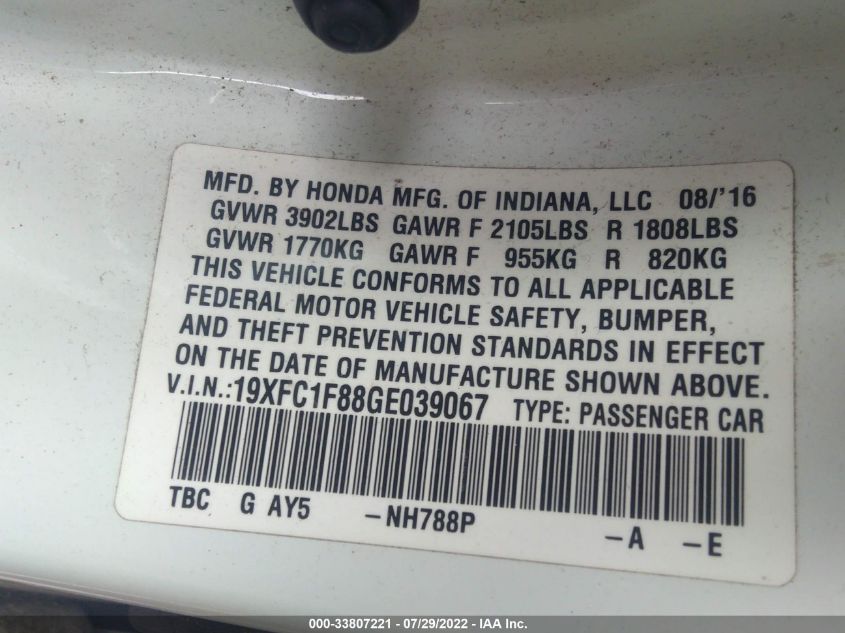 MFD. BY HONDA MFG. OF INDIANA, LLC 08/'16
GVWR 3902LBS GAWR F 2105LBS R 1808LBS
GVWR 1770KG GAWR F 955KG R 820KG
THIS VEHICLE CONFORMS TO ALL APPLICABLE
FEDERAL MOTOR VEHICLE SAFETY, BUMPER,
AND THEFT PREVENTION STANDARDS IN EFFECT
ON THE DATE OF MANUFACTURE SHOWN ABOVE.
V.I.N.:19XFC1F88GE039067 TYPE: PASSENGER CAR
TBC G AY5 -NH788P -A -E
000-33807221 - 07/29/2022 - IAA Inc.